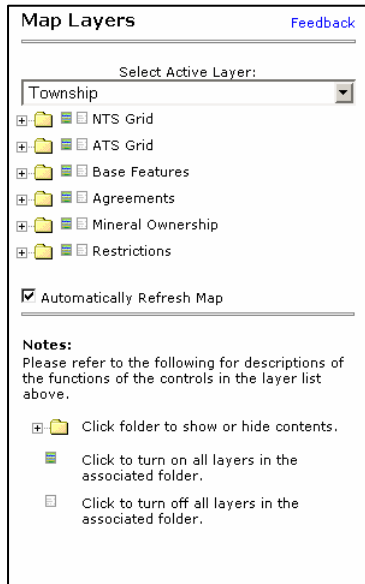 Map Layers
Feedback
Select Active Layer:
Township
NTS Grid
ATS Grid
Base Features
Agreements
Mineral Ownership
Restrictions
Automatically Refresh Map
Notes:
Please refer to the following for descriptions of
the functions of the controls in the layer list
above.
Click folder to show or hide contents.
Click to turn on all layers in the
associated folder.
Click to turn off all layers in the
associated folder.